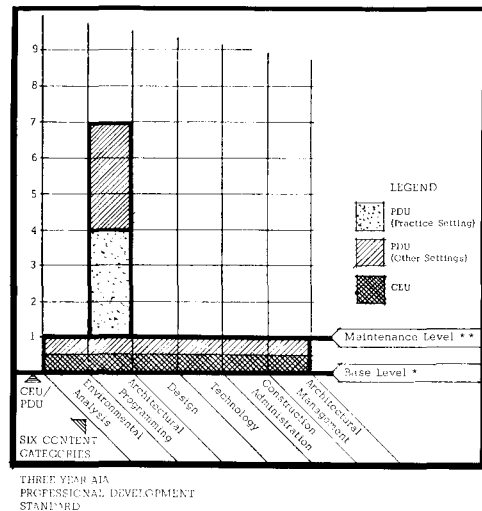 9
8
7
6
5
4
3
2
1
LEGEND
PDU
(Practice Setting)
PDU
(Other Settings)
CEU
Maintenance Level **
Base Level *
CEU/
PDU
Environmental
Analysis
Architectural
Programming
Design
Technology
Construction
Administration
Architectural
Management
SIX CONTENT
CATEGORIES
THREE YEAR AIA
PROFESSIONAL DEVELOPMENT
STANDARD